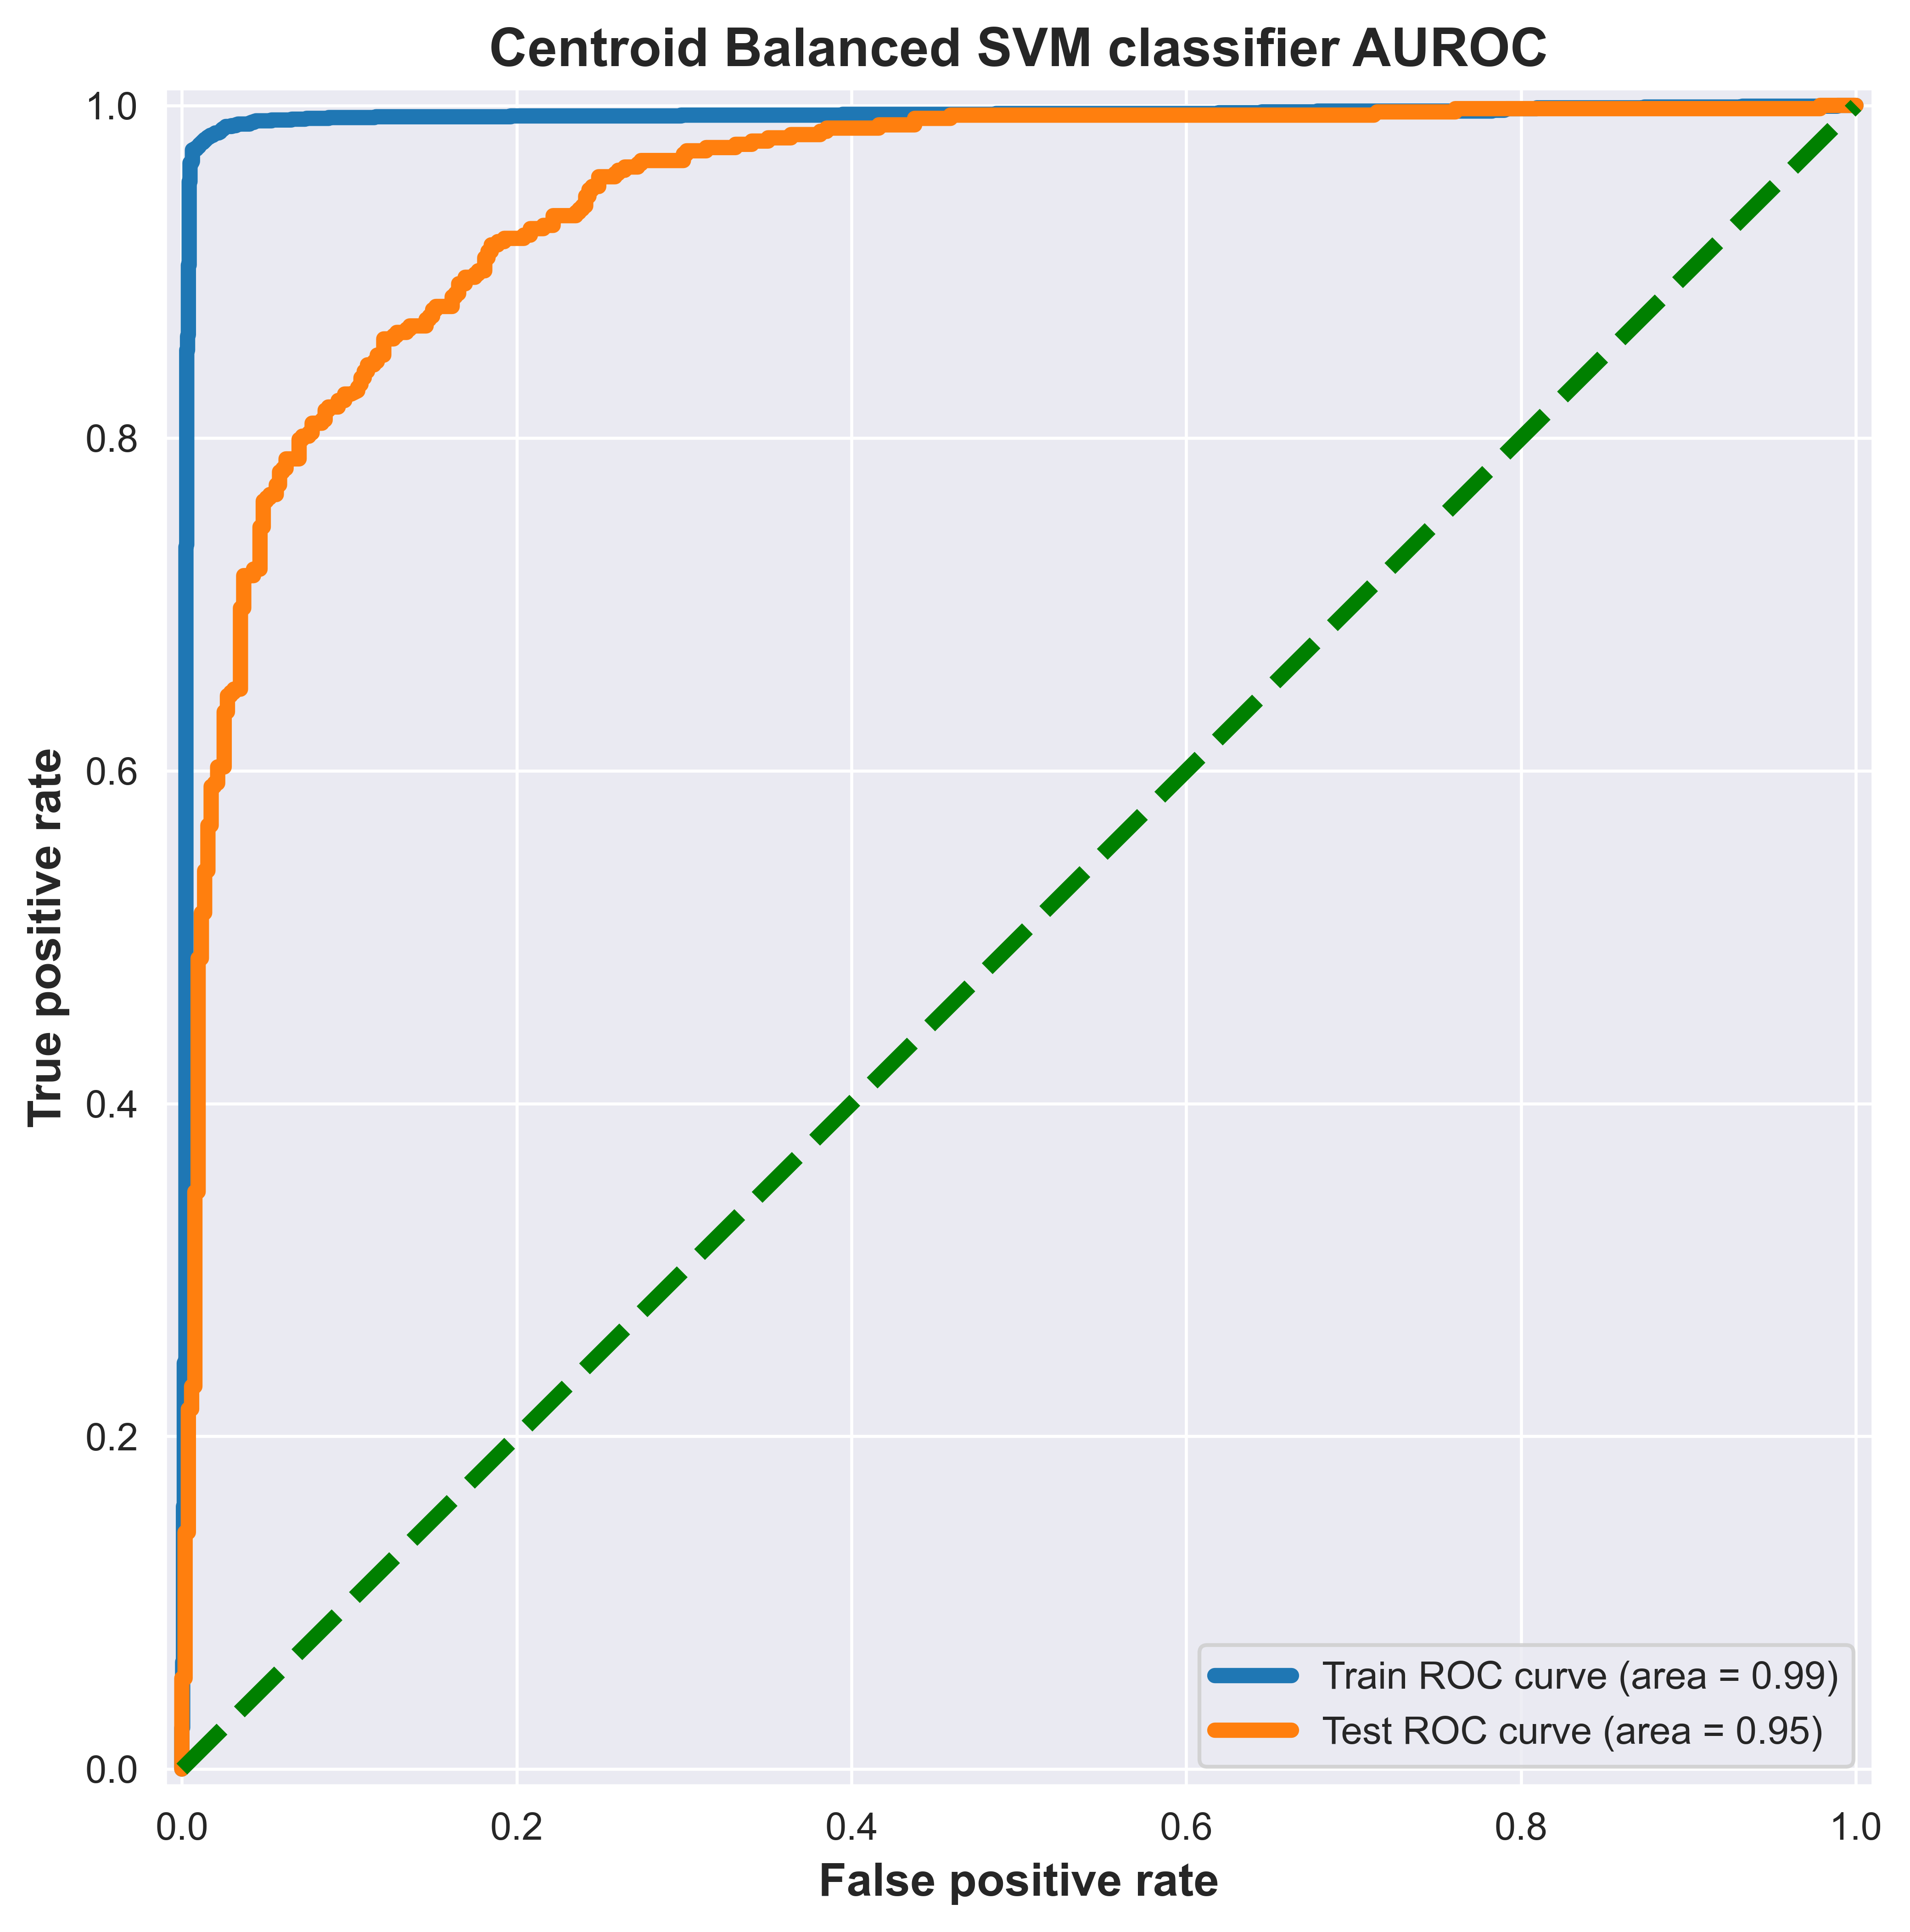 Centroid Balanced SVM classifier AUROC
1.0
0.8
0.6
0.4
0.2
0.0
True positive rate
Train ROC curve (area = 0.99)
Test ROC curve (area = 0.95)
0.0 0.2 0.4 0.6 0.8 1.0
False positive rate